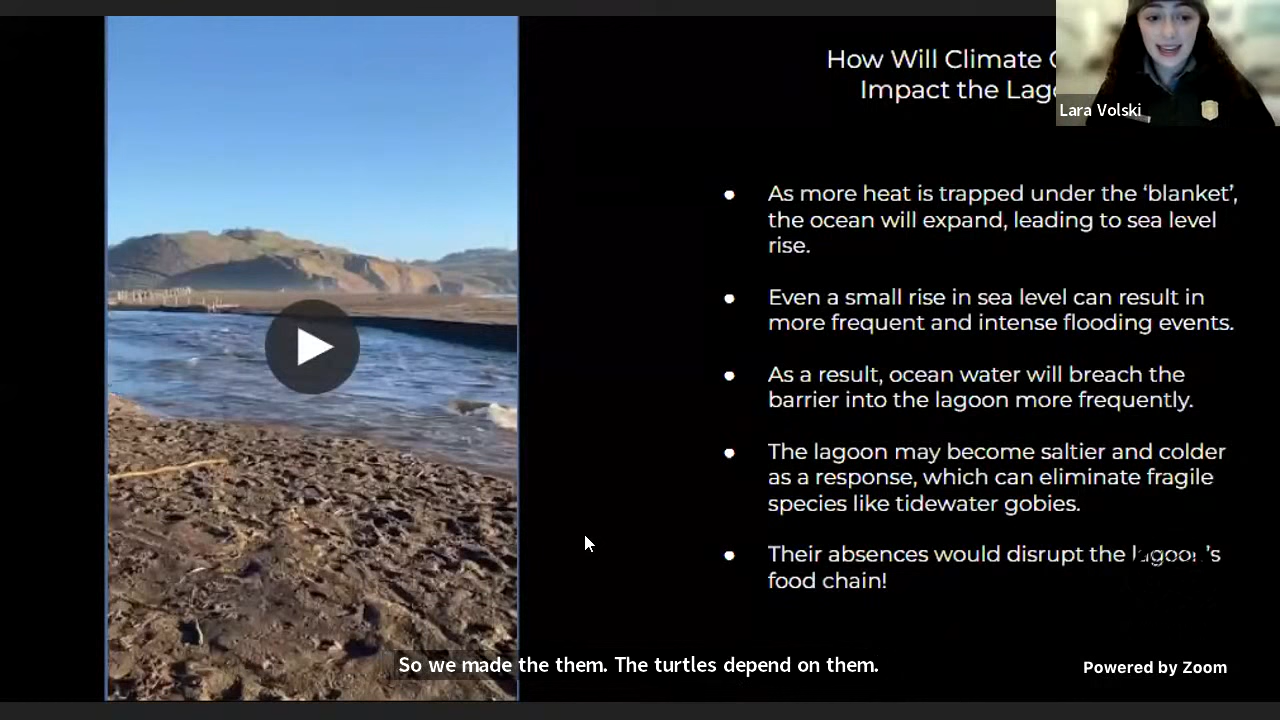 How Will Climate
Impact the
Lara Volski
● As more heat is trapped under the ‘blanket’,
the ocean will expand, leading to sea level
rise.
● Even a small rise in sea level can result in
more frequent and intense flooding events.
● As a result, ocean water will breach the
barrier into the lagoon more frequently.
● The lagoon may become saltier and colder
as a response, which can eliminate fragile
species like tidewater gobies.
● Their absences would disrupt the lagoon's
food chain!
So we made the them. The turtles depend on them.
Powered by Zoom